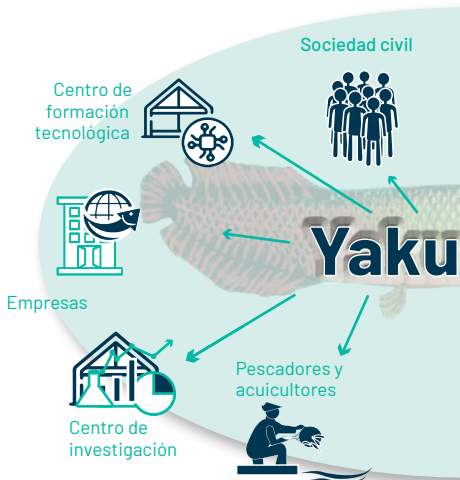 Sociedad civil
Centro de
formación
tecnológica
Yaku
Empresas
Pescadores y
acuicultores
Centro de
investigación